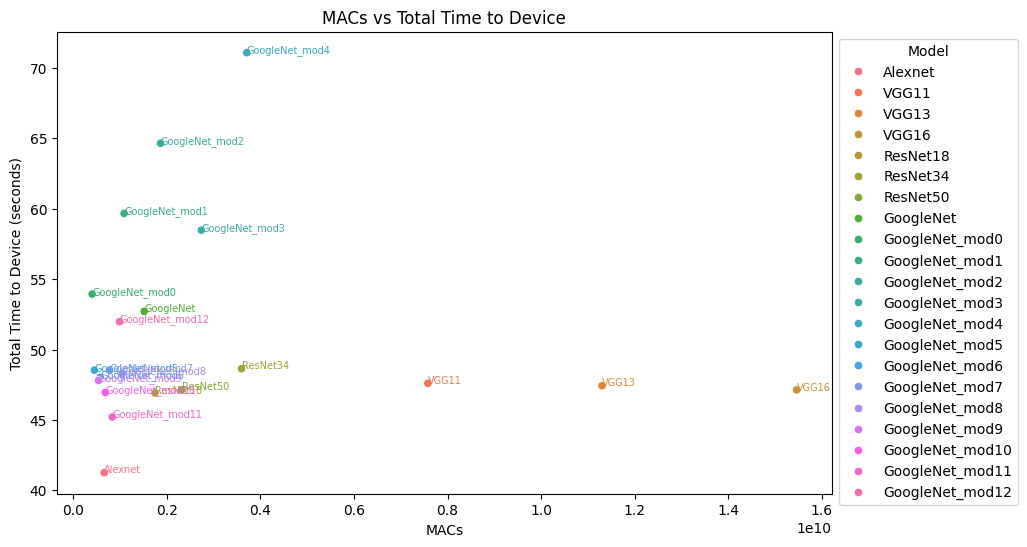 MACs vs Total Time to Device
Total Time to Device (seconds)
70
65
60
55
50
45
40
GoogleNet_mod4
GoogleNet_mod2
GoogleNet_mod1
GoogleNet_mod3
GoogleNet_mod0
GoogleNet
GoogleNet_mod12
ResNet34
ResNet50
VGG11
VGG13
VGG16
GoogleNet_mod11
Alexnet
0.0
0.2
0.4
0.6
0.8
1.0
1.2
1.4
1.6
1e10
MACs
Model
Alexnet
VGG11
VGG13
VGG16
ResNet18
ResNet34
ResNet50
GoogleNet
GoogleNet_mod0
GoogleNet_mod1
GoogleNet_mod2
GoogleNet_mod3
GoogleNet_mod4
GoogleNet_mod5
GoogleNet_mod6
GoogleNet_mod7
GoogleNet_mod8
GoogleNet_mod9
GoogleNet_mod10
GoogleNet_mod11
GoogleNet_mod12